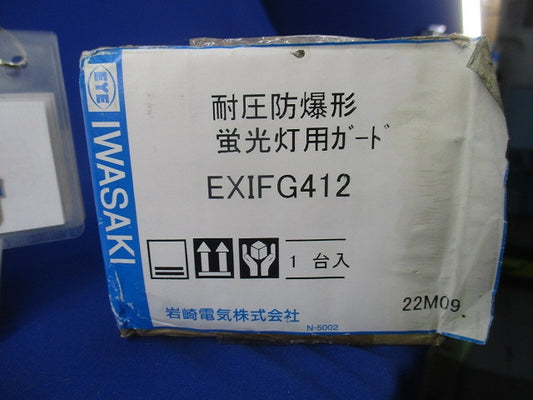 EYE
IWASAKI
耐圧防爆形
蛍光灯用ｶﾞｰﾄﾞ
EXIFG412
1 台入
22M09
岩崎電気株式会社
N-5002